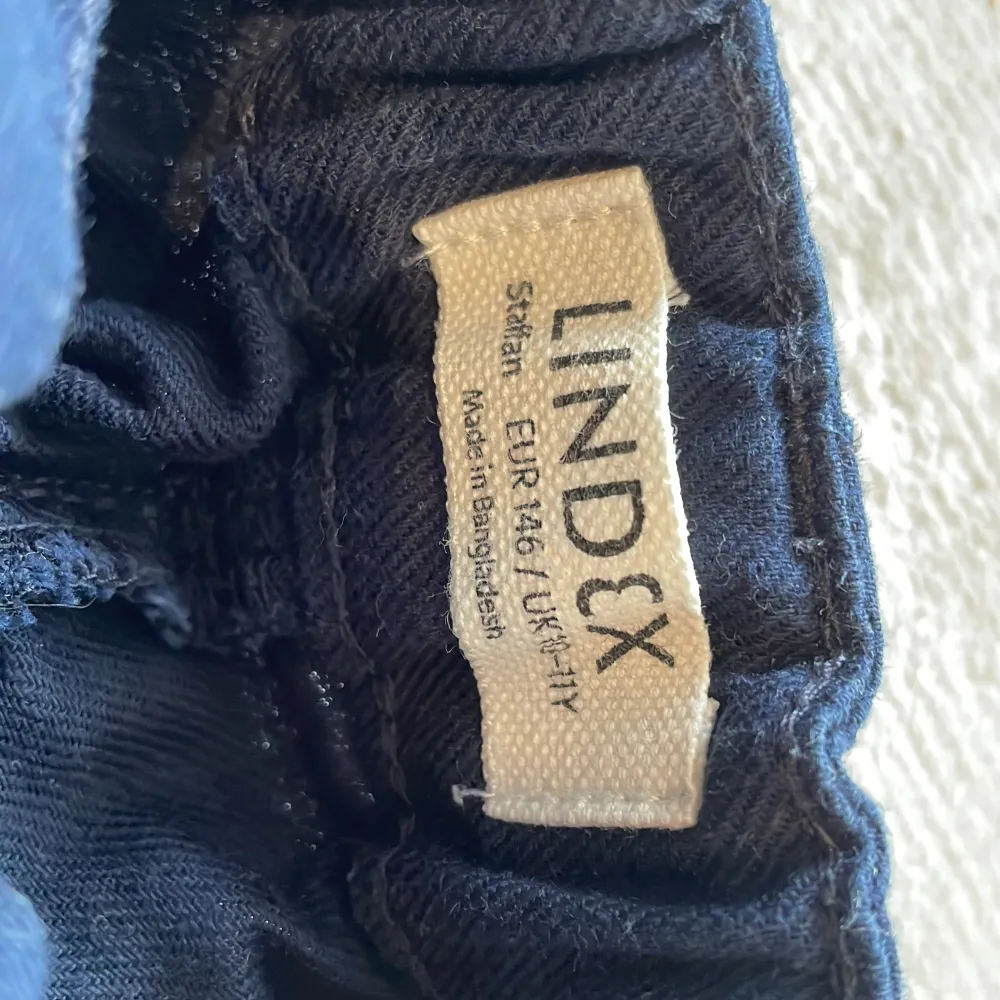 LINDEX
Staffan EUR 146 / UK 10-11Y
Made in Bangladesh